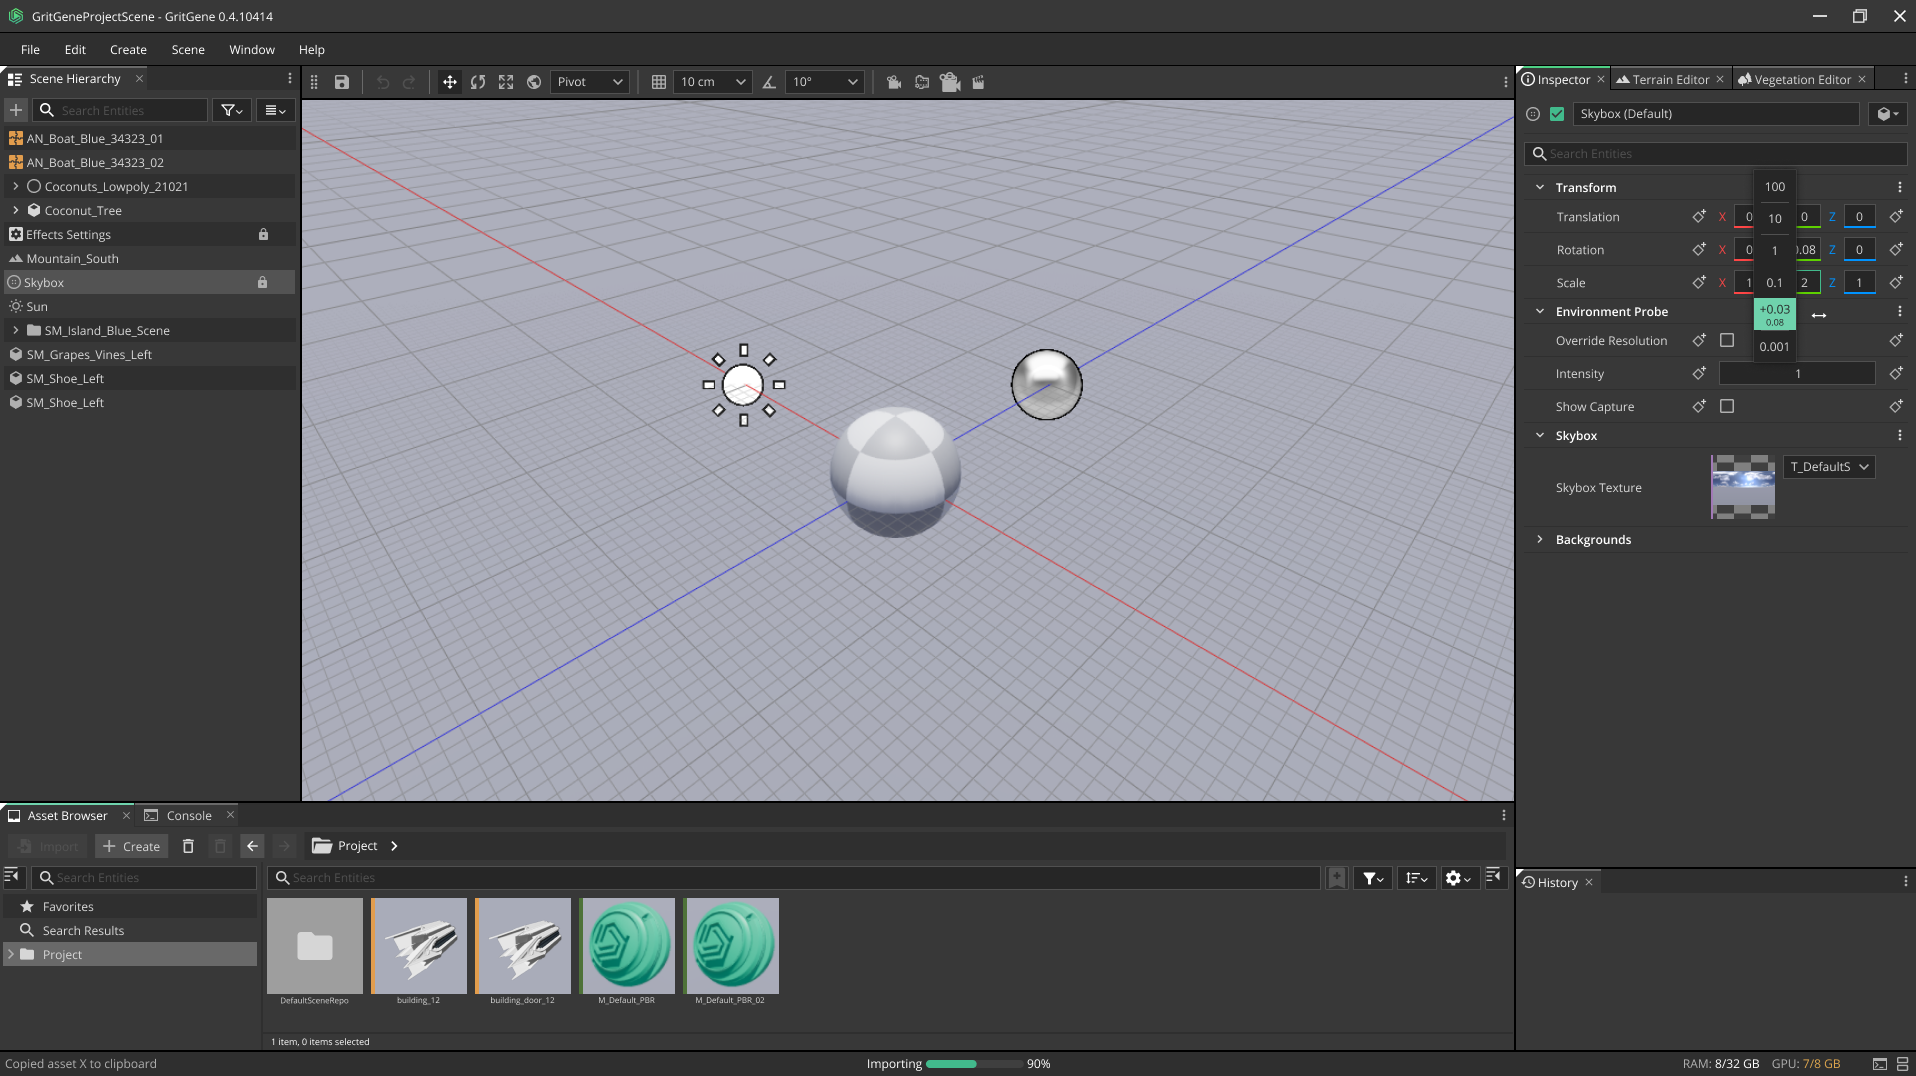 GritGeneProjectScene - GritGene 0.4.10414
File Edit Create Scene Window Help
Scene Hierarchy
Search Entities
AN_Boat_Blue_34323_01
AN_Boat_Blue_34323_02
Coconuts_Lowpoly_21021
Coconut_Tree
Effects Settings
Mountain_South
Skybox
Sun
SM_Island_Blue_Scene
SM_Grapes_Vines_Left
SM_Shoe_Left
SM_Shoe_Left
Pivot 10 cm 10°
Inspector Terrain Editor Vegetation Editor
Skybox (Default)
Search Entities
Transform
Translation X 0 0 Z 0
Rotation X 0 0.08 Z 0
Scale X 1 2 Z 1
100
10
1
0.1
+0.03
0.08
0.001
Environment Probe
Override Resolution
Intensity 1
Show Capture
Skybox
Skybox Texture T_DefaultS
Backgrounds
Asset Browser Console
Import Create Project
Search Entities
Search Entities
Favorites
Search Results
Project
DefaultSceneRepo building_12 building_door_12 M_Default_PBR M_Default_PBR_02
1 item, 0 items selected
History
Copied asset X to clipboard
Importing 90%
RAM: 8/32 GB GPU: 7/8 GB